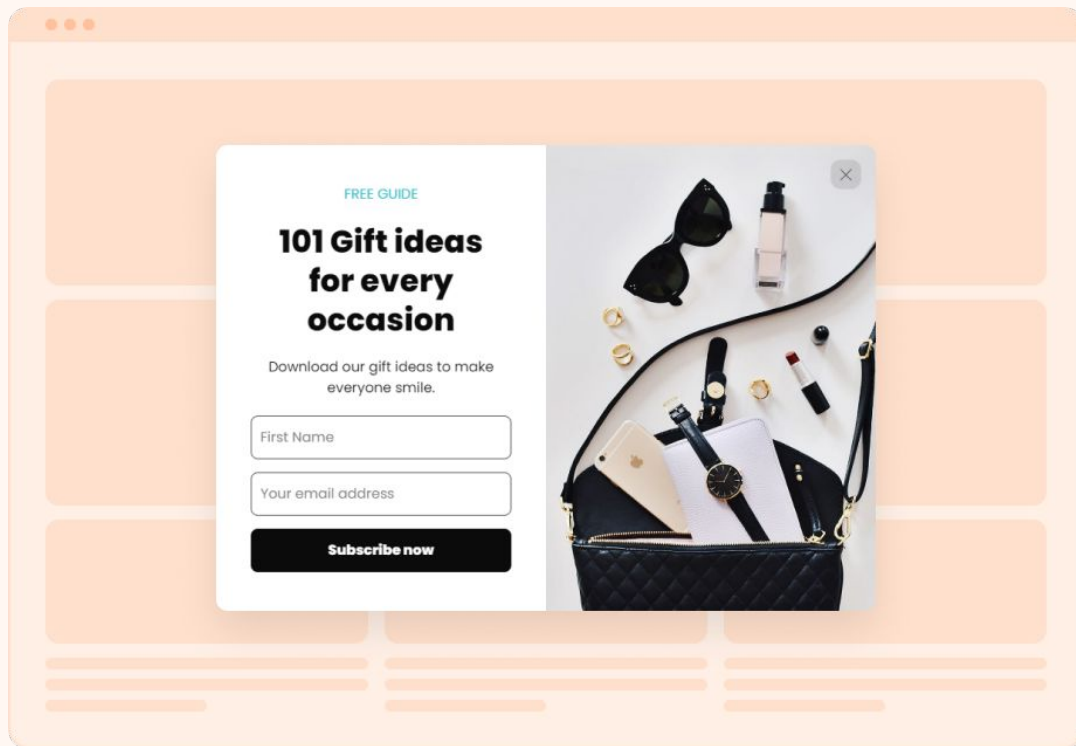 FREE GUIDE
101 Gift ideas
for every
occasion
Download our gift ideas to make
everyone smile.
First Name
Your email address
Subscribe now